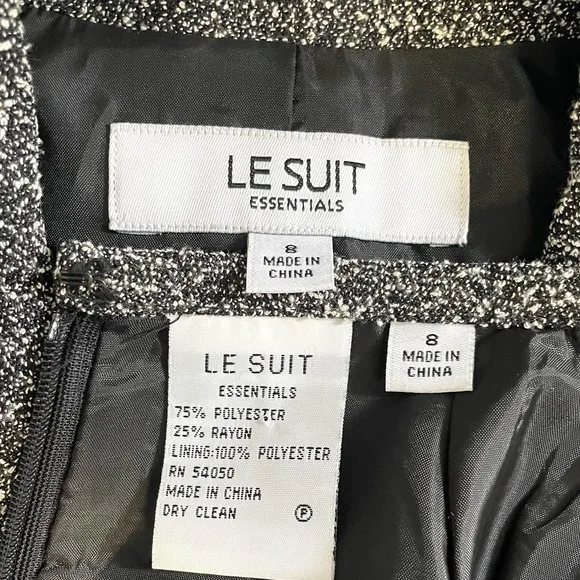 LE SUIT
ESSENTIALS
8
MADE IN
CHINA
8
MADE IN
CHINA
LE SUIT
ESSENTIALS
75% POLYESTER
25% RAYON
LINING:100% POLYESTER
RN 54050
MADE IN CHINA
DRY CLEAN Ⓟ